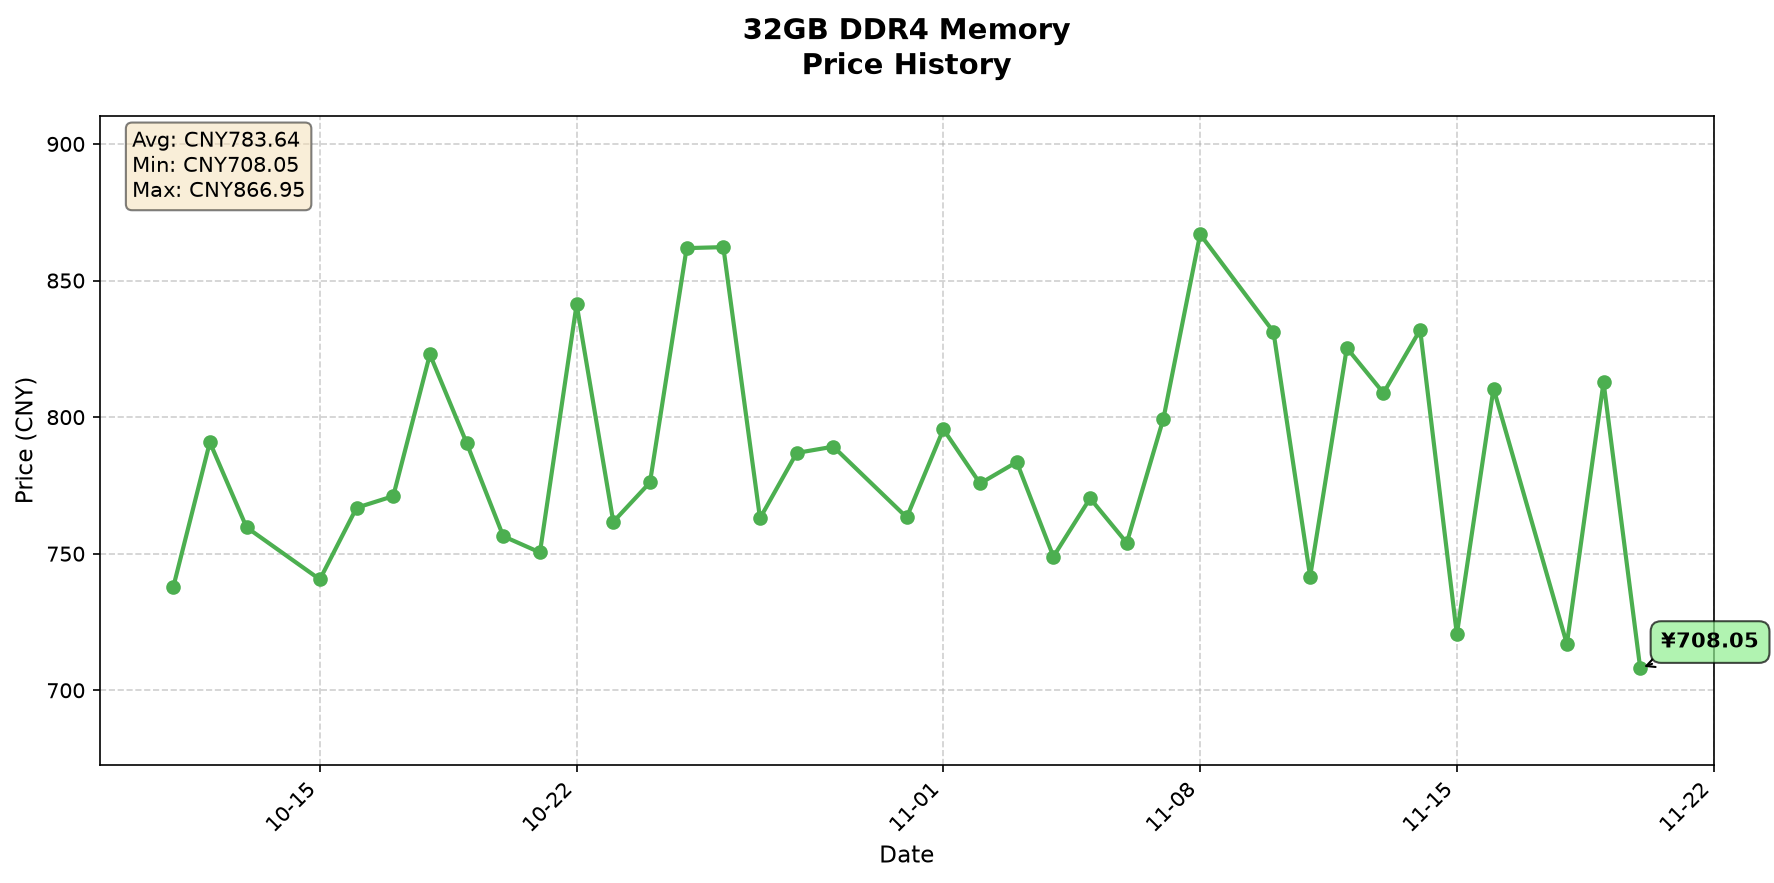 32GB DDR4 Memory
Price History
Avg: CNY783.64
Min: CNY708.05
Max: CNY866.95
Price (CNY)
900
850
800
750
700
¥708.05
10-15
10-22
11-01
11-08
11-15
11-22
Date